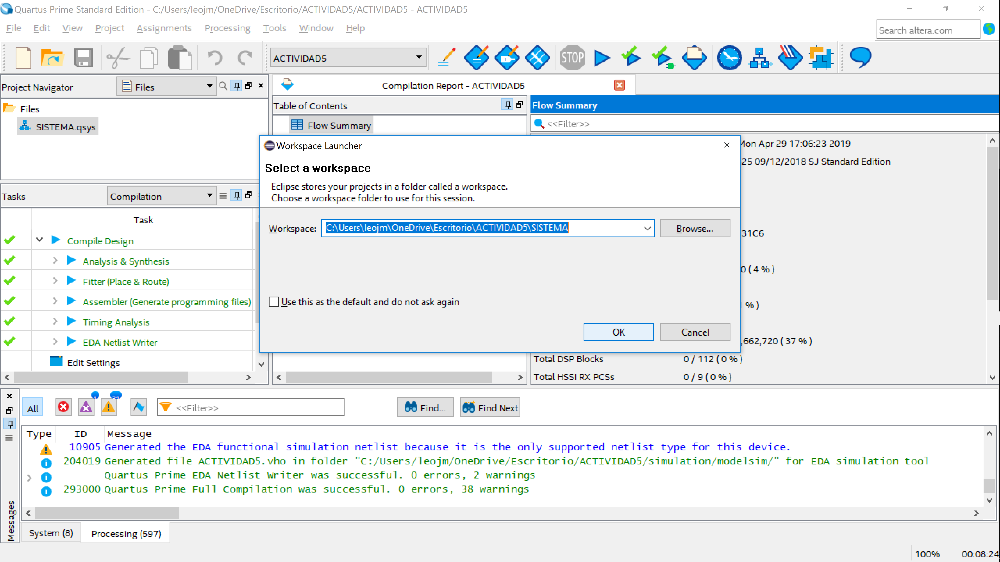 Quartus Prime Standard Edition - C:/Users/leojm/OneDrive/Escritorio/ACTIVIDAD5/ACTIVIDAD5 - ACTIVIDAD5
File Edit View Project Assignments Processing Tools Window Help
Search altera.com
ACTIVIDAD5
STOP
Project Navigator
Files
Files
SISTEMA.qsys
Compilation Report - ACTIVIDAD5
Table of Contents
Flow Summary
Flow Summary
<<Filter>>
Mon Apr 29 17:06:23 2019
25 09/12/2018 SJ Standard Edition
31C6
0 ( 4 % )
% )
,662,720 ( 37 % )
Total DSP Blocks 0 / 112 ( 0 % )
Total HSSI RX PCSs 0 / 9 ( 0 % )
Workspace Launcher
Select a workspace
Eclipse stores your projects in a folder called a workspace.
Choose a workspace folder to use for this session.
Workspace: C:\Users\leojm\OneDrive\Escritorio\ACTIVIDAD5\SISTEMA Browse...
Use this as the default and do not ask again
OK Cancel
Tasks
Compilation
Task
Compile Design
Analysis & Synthesis
Fitter (Place & Route)
Assembler (Generate programming files)
Timing Analysis
EDA Netlist Writer
Edit Settings
All
<<Filter>>
Find...
Find Next
Type ID Message
10905 Generated the EDA functional simulation netlist because it is the only supported netlist type for this device.
204019 Generated file ACTIVIDAD5.vho in folder "C:/Users/leojm/OneDrive/Escritorio/ACTIVIDAD5/simulation/modelsim/" for EDA simulation tool
Quartus Prime EDA Netlist Writer was successful. 0 errors, 2 warnings
293000 Quartus Prime Full Compilation was successful. 0 errors, 38 warnings
Messages
System (8)
Processing (597)
100% 00:08:24